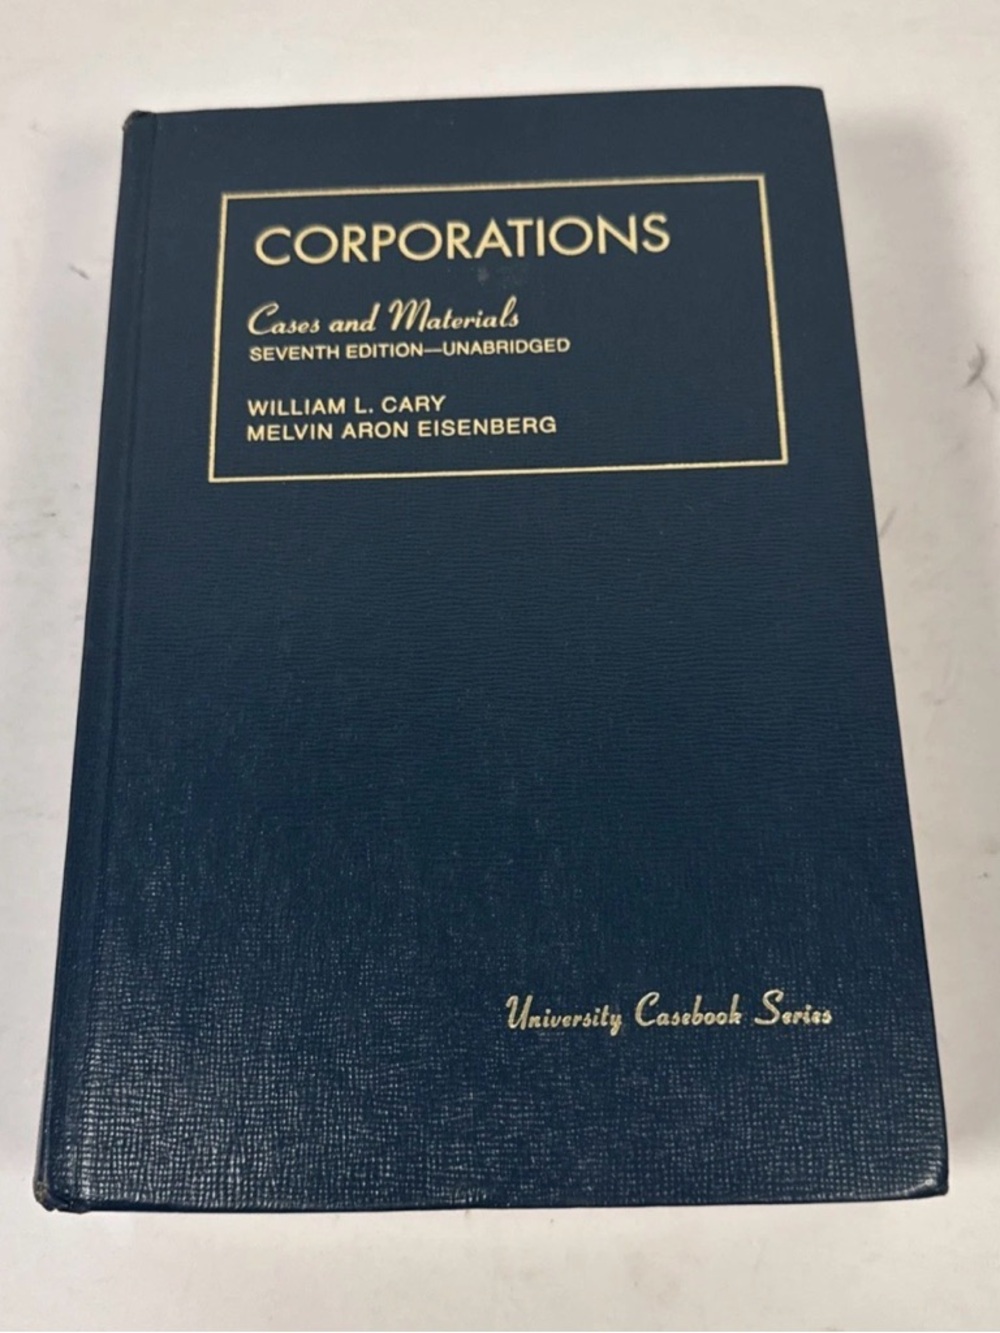 CORPORATIONS
Cases and Materials
SEVENTH EDITION—UNABRIDGED
WILLIAM L. CARY
MELVIN ARON EISENBERG
University Casebook Series